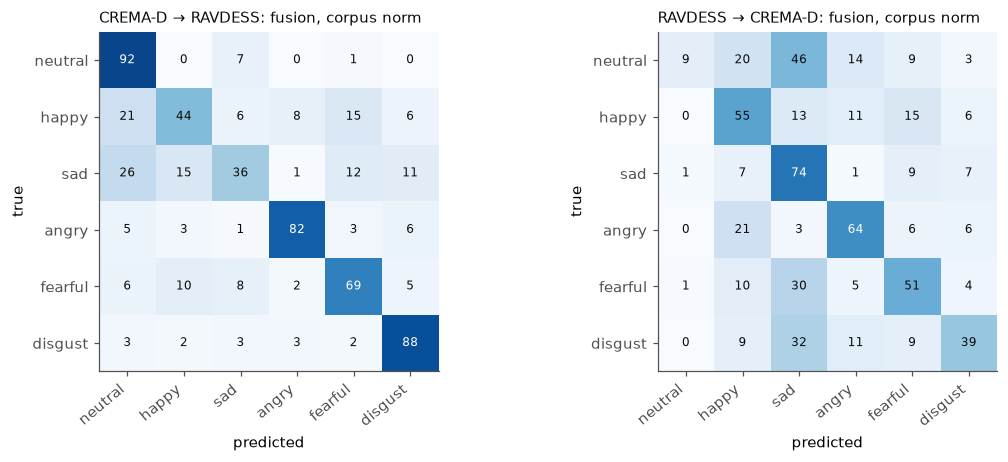 CREMA-D → RAVDESS: fusion, corpus norm
neutral 92 0 7 0 1 0
happy 21 44 6 8 15 6
sad 26 15 36 1 12 11
angry 5 3 1 82 3 6
fearful 6 10 8 2 69 5
disgust 3 2 3 3 2 88
neutral happy sad angry fearful disgust
predicted
true
RAVDESS → CREMA-D: fusion, corpus norm
neutral 9 20 46 14 9 3
happy 0 55 13 11 15 6
sad 1 7 74 1 9 7
angry 0 21 3 64 6 6
fearful 1 10 30 5 51 4
disgust 0 9 32 11 9 39
neutral happy sad angry fearful disgust
predicted
true